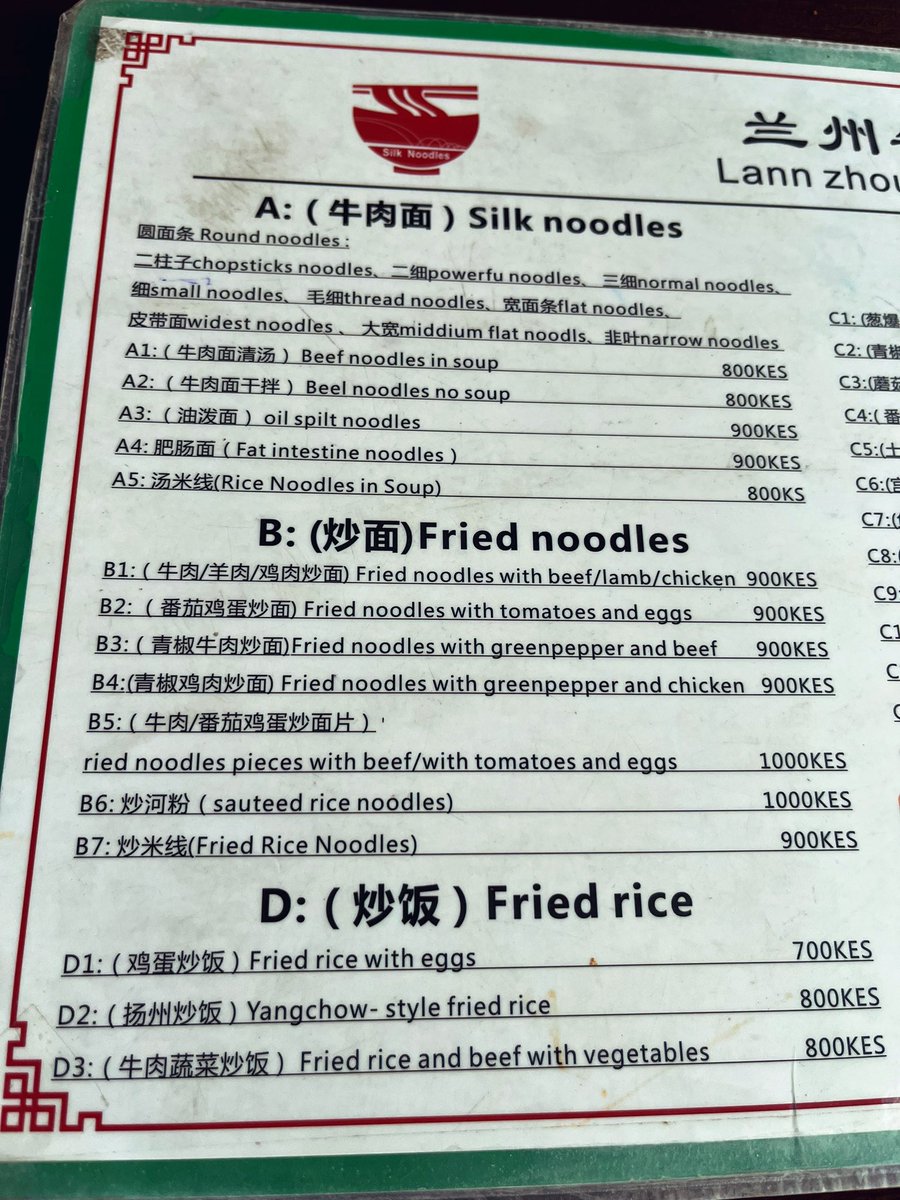 Silk Noodles
兰州
Lann zhou
A:(牛肉面)Silk noodles
圆面条 Round noodles :
二柱子chopsticks noodles、二细powerfu noodles、三细normal noodles、
细small noodles、毛细thread noodles、宽面条flat noodles、
皮带面widest noodles 、大宽middium flat noodls、韭叶narrow noodles
A1:(牛肉面清汤) Beef noodles in soup 800KES
A2:(牛肉面干拌) Beel noodles no soup 800KES
A3:(油泼面) oil spilt noodles 900KES
A4: 肥肠面 (Fat intestine noodles ) 900KES
A5: 汤米线(Rice Noodles in Soup) 800KS
B: (炒面)Fried noodles
B1:(牛肉/羊肉/鸡肉炒面) Fried noodles with beef/lamb/chicken 900KES
B2:(番茄鸡蛋炒面) Fried noodles with tomatoes and eggs 900KES
B3:(青椒牛肉炒面)Fried noodles with greenpepper and beef 900KES
B4:(青椒鸡肉炒面) Fried noodles with greenpepper and chicken 900KES
B5:(牛肉/番茄鸡蛋炒面片)
ried noodles pieces with beef/with tomatoes and eggs 1000KES
B6: 炒河粉 (sauteed rice noodles) 1000KES
B7: 炒米线(Fried Rice Noodles) 900KES
D:(炒饭)Fried rice
D1:(鸡蛋炒饭)Fried rice with eggs 700KES
D2:(扬州炒饭)Yangchow- style fried rice 800KES
D3:(牛肉蔬菜炒饭) Fried rice and beef with vegetables 800KES
C1: (葱爆
C2: (青椒
C3:(蘑菇
C4:(番
C5:(土
C6:(宫
C7:(
C8:(
C9: